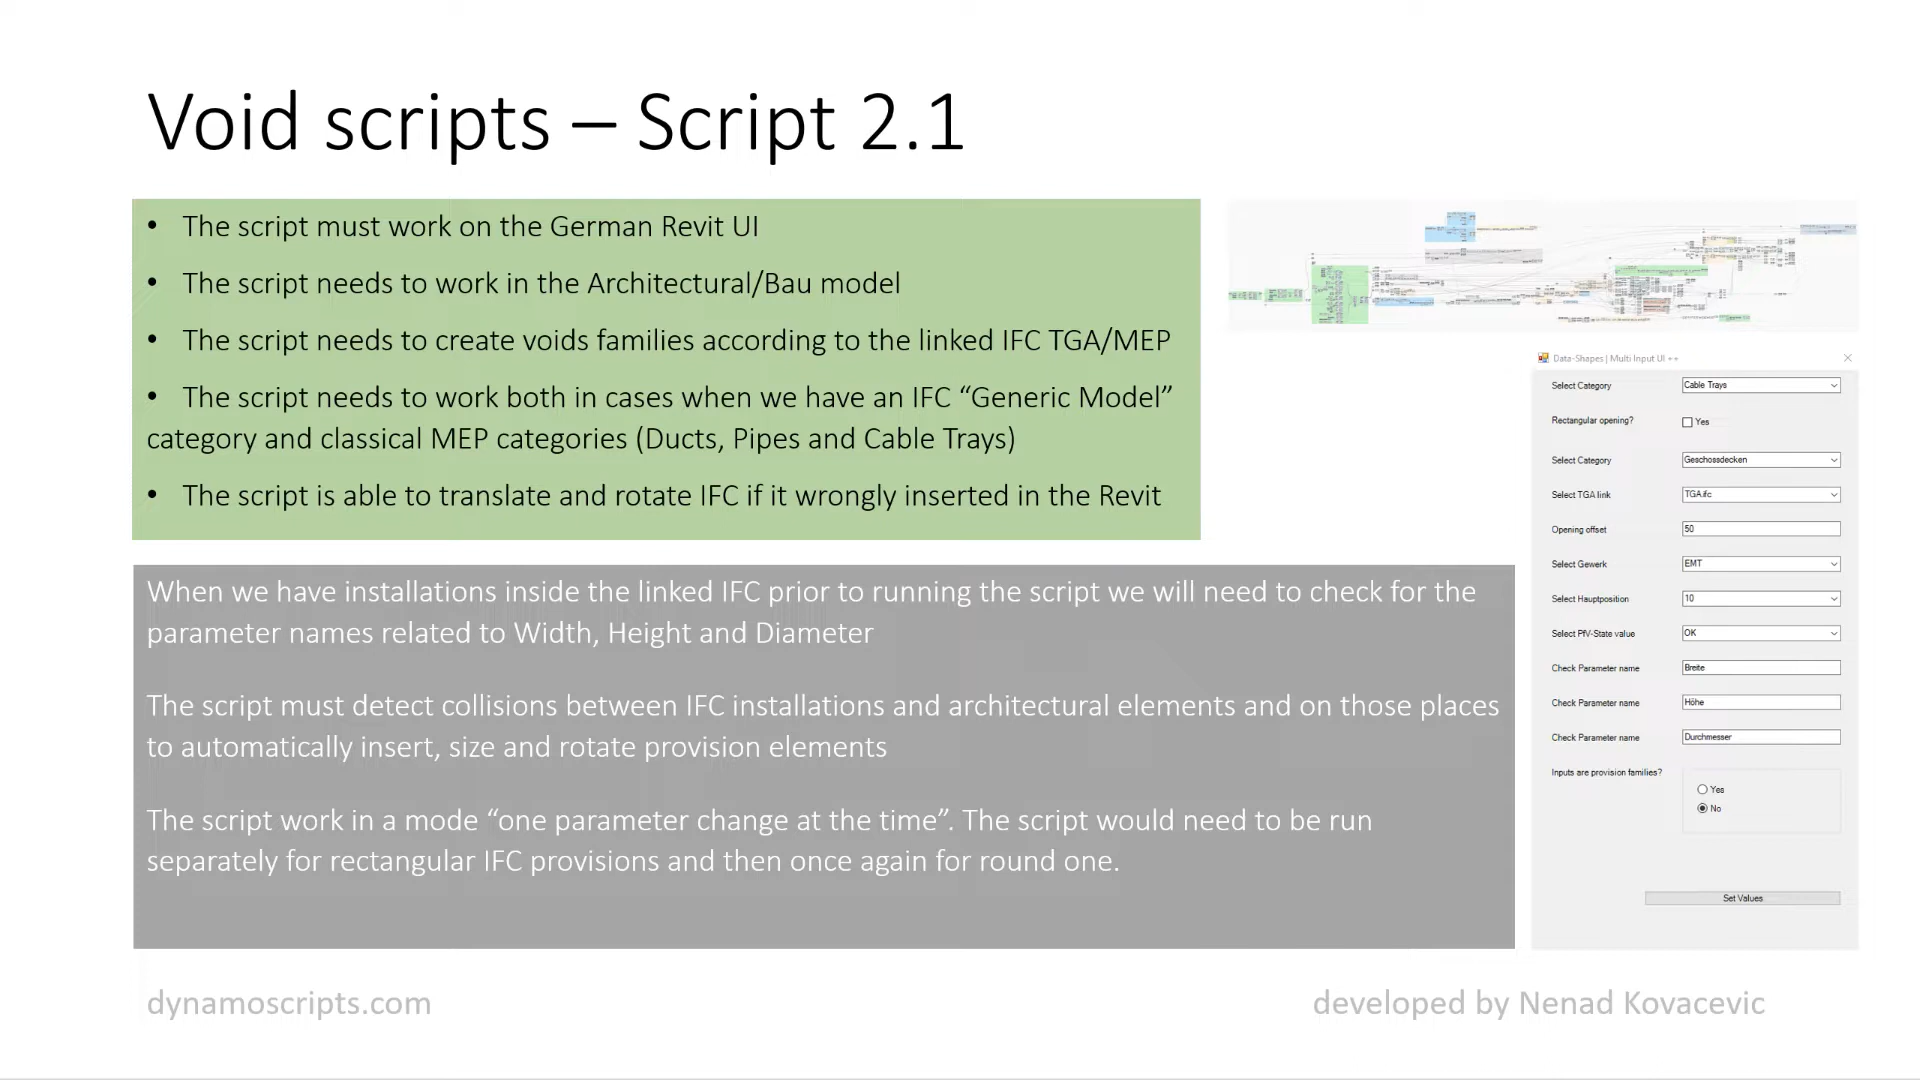 Void scripts – Script 2.1
• The script must work on the German Revit UI
• The script needs to work in the Architectural/Bau model
• The script needs to create voids families according to the linked IFC TGA/MEP
• The script needs to work both in cases when we have an IFC “Generic Model”
category and classical MEP categories (Ducts, Pipes and Cable Trays)
• The script is able to translate and rotate IFC if it wrongly inserted in the Revit
When we have installations inside the linked IFC prior to running the script we will need to check for the
parameter names related to Width, Height and Diameter
The script must detect collisions between IFC installations and architectural elements and on those places
to automatically insert, size and rotate provision elements
The script work in a mode “one parameter change at the time”. The script would need to be run
separately for rectangular IFC provisions and then once again for round one.
Data-Shapes | Multi Input UI ++
Select Category Cable Trays
Rectangular opening? Yes
Select Category Geschossdecken
Select TGA link TGA.ifc
Opening offset 50
Select Gewerk EMT
Select Hauptposition 10
Select PfV-State value OK
Check Parameter name Breite
Check Parameter name Höhe
Check Parameter name Durchmesser
Inputs are provision families?
Yes
No
Set Values
dynamoscripts.com
developed by Nenad Kovacevic